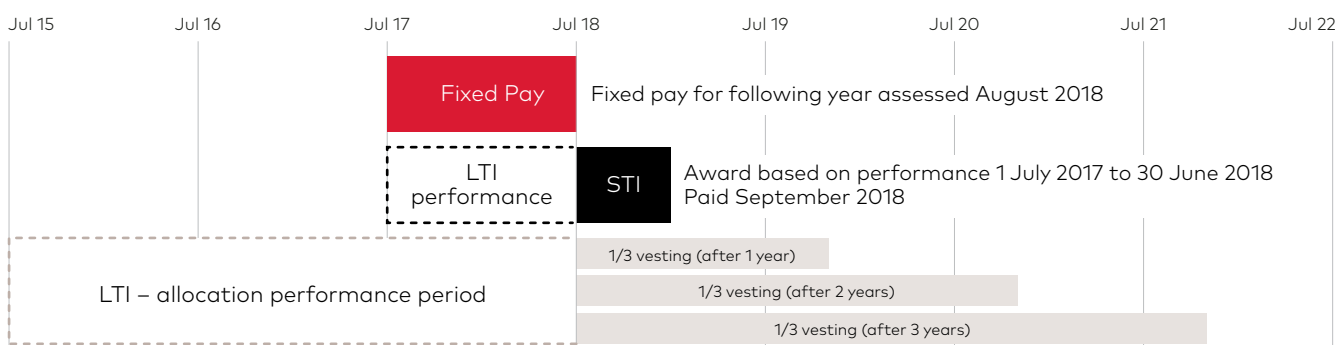 Jul 15 Jul 16 Jul 17 Jul 18 Jul 19 Jul 20 Jul 21 Jul 22
Fixed Pay Fixed pay for following year assessed August 2018
LTI
performance
STI
Award based on performance 1 July 2017 to 30 June 2018
Paid September 2018
LTI – allocation performance period
1/3 vesting (after 1 year)
1/3 vesting (after 2 years)
1/3 vesting (after 3 years)